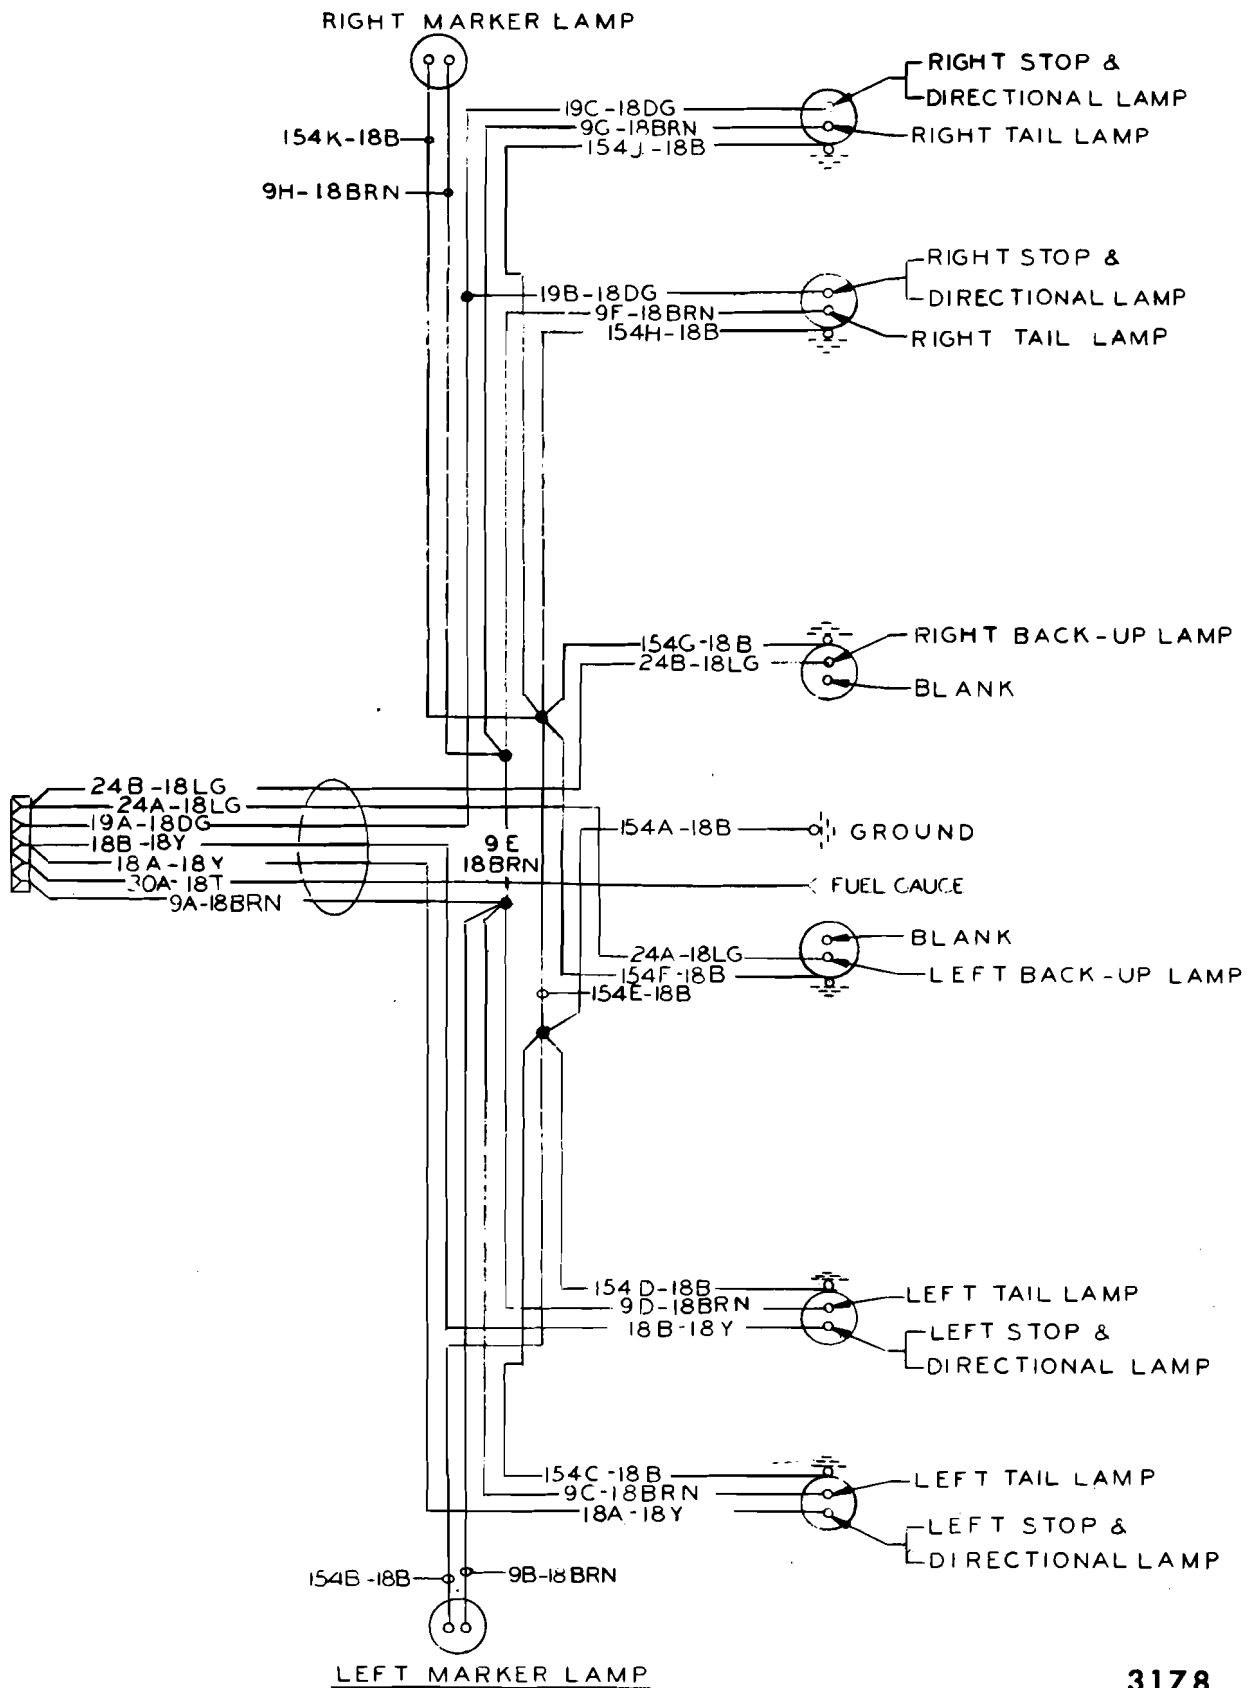 RIGHT MARKER LAMP
RIGHT STOP &
DIRECTIONAL LAMP
19C-18DG
9G-18BRN
RIGHT TAIL LAMP
154K-18B
154J-18B
9H-18BRN
RIGHT STOP &
19B-18DG
DIRECTIONAL LAMP
9F-18BRN
154H-18B
RIGHT TAIL LAMP
154G-18B
RIGHT BACK-UP LAMP
24B-18LG
BLANK
24B-18LG
24A-18LG
19A-18DG
154A-18B
GROUND
18B-18Y
9E
18BRN
18A-18Y
30A-18T
FUEL GAUGE
9A-18BRN
BLANK
24A-18LG
154F-18B
LEFT BACK-UP LAMP
154E-18B
154D-18B
LEFT TAIL LAMP
9D-18BRN
18B-18Y
LEFT STOP &
DIRECTIONAL LAMP
154C-18B
LEFT TAIL LAMP
9C-18BRN
18A-18Y
LEFT STOP &
DIRECTIONAL LAMP
154B-18B
9B-18BRN
LEFT MARKER LAMP
3178